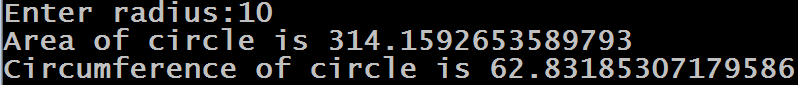 Enter radius:10
Area of circle is 314.1592653589793
Circumference of circle is 62.83185307179586